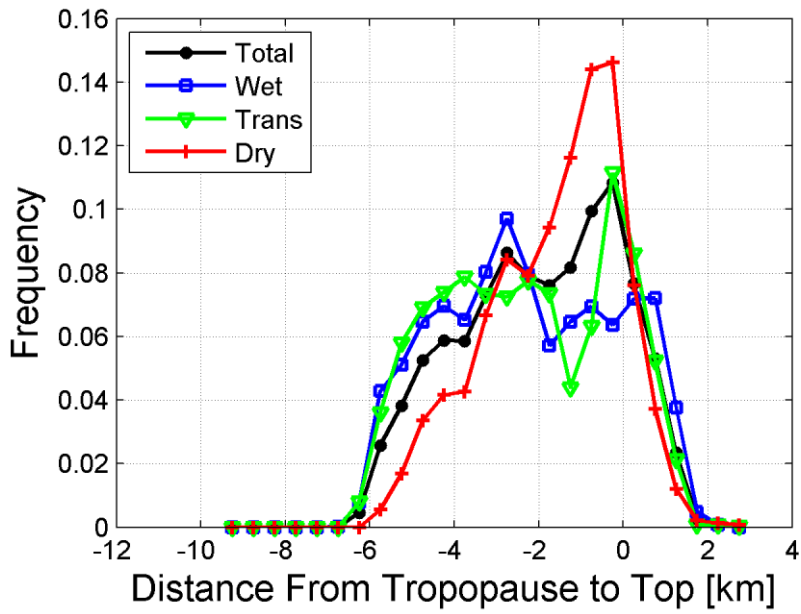 0.16
0.14
0.12
0.1
0.08
0.06
0.04
0.02
0
Frequency
Total
Wet
Trans
Dry
-12 -10 -8 -6 -4 -2 0 2 4
Distance From Tropopause to Top [km]